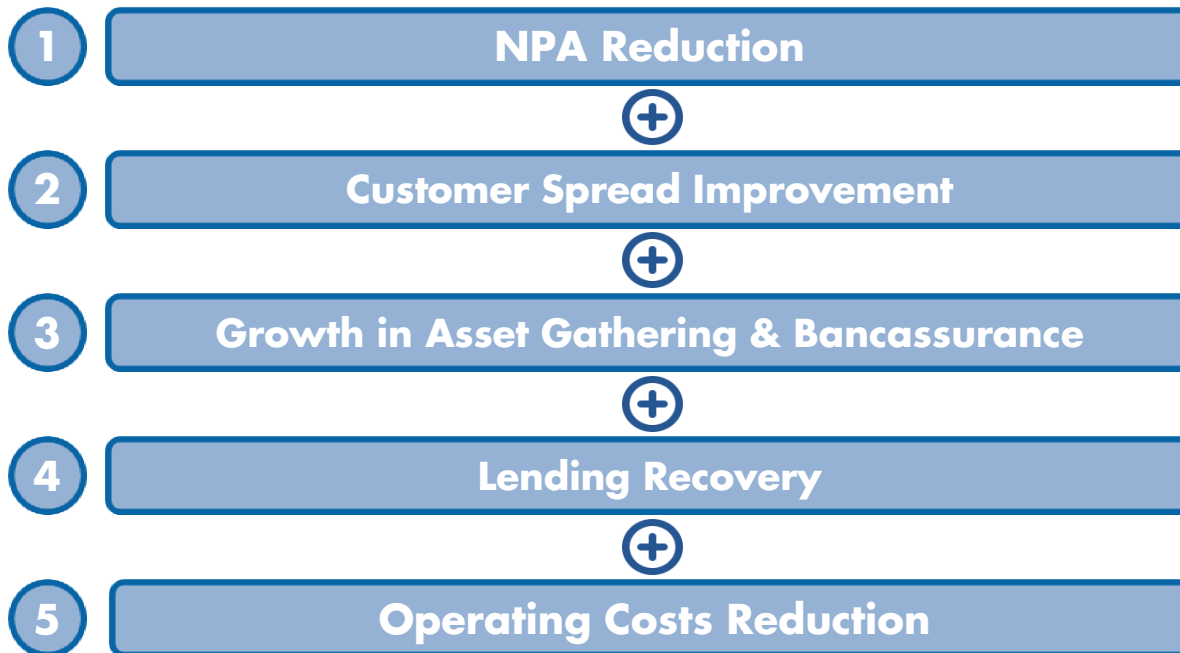 1 NPA Reduction
2 Customer Spread Improvement
3 Growth in Asset Gathering & Bancassurance
4 Lending Recovery
5 Operating Costs Reduction